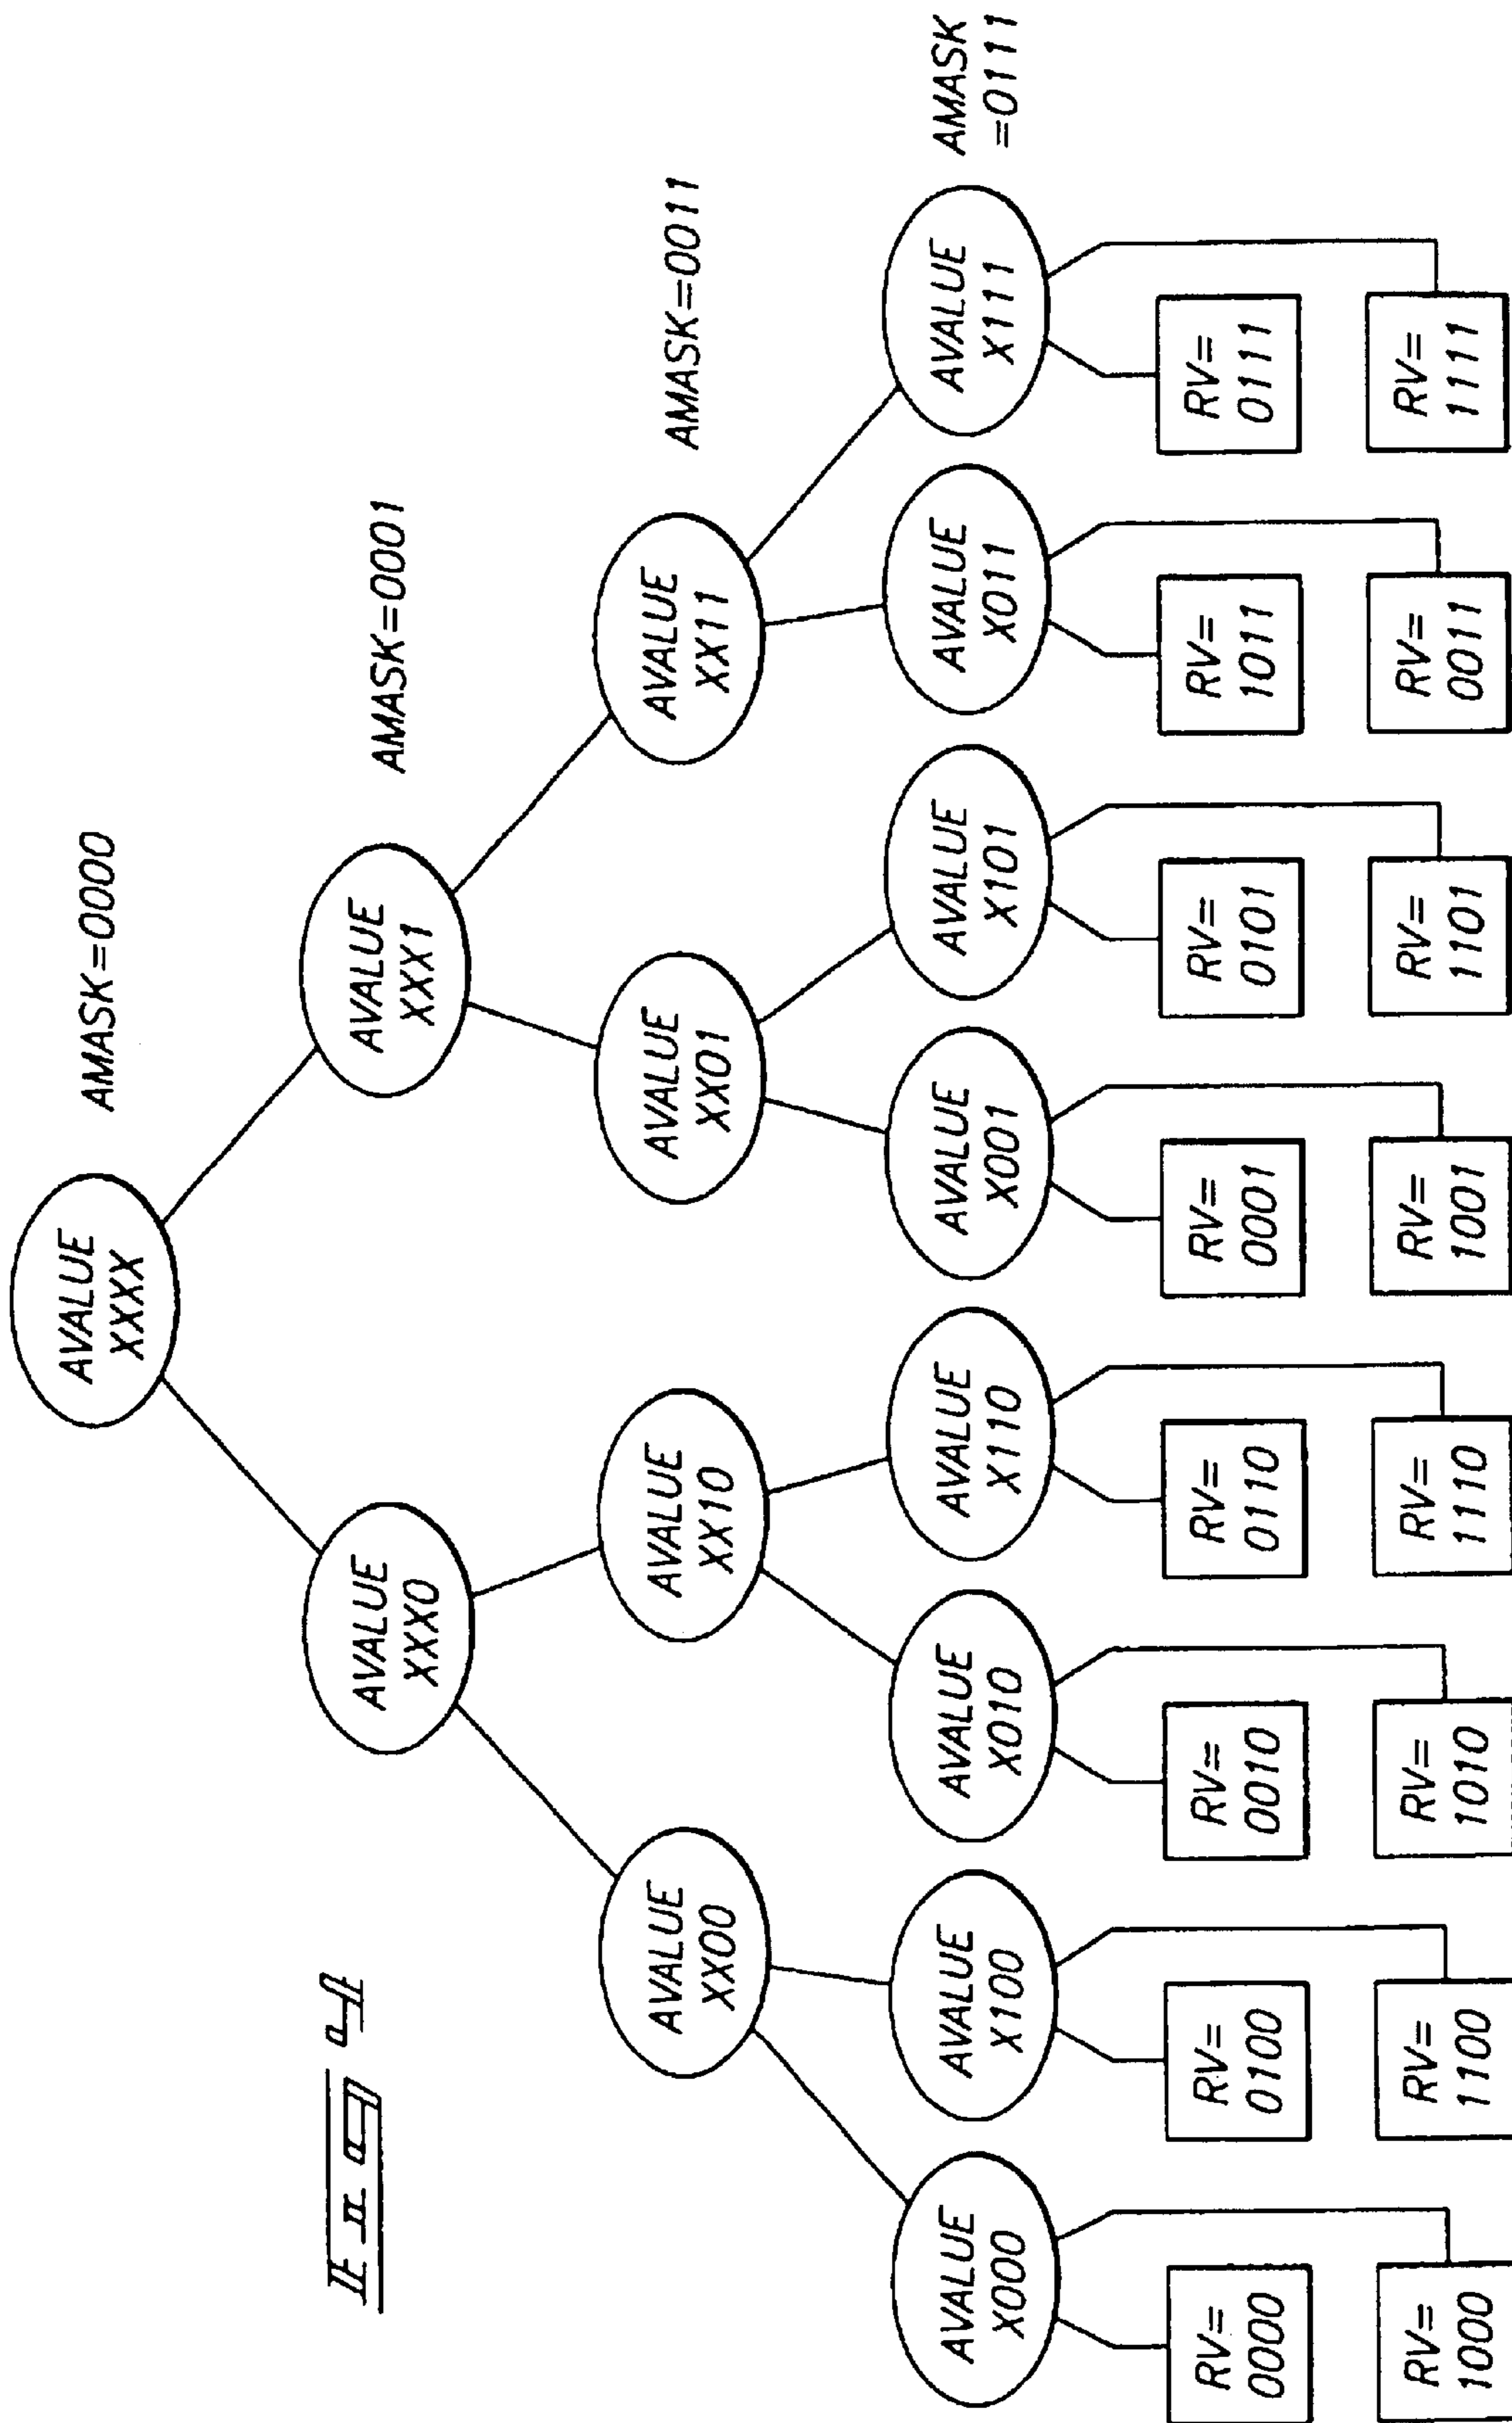 AMASK=0000
AVALUE
XXXX
AMASK=0001
AVALUE
XXX0
AVALUE
XXX1
AMASK=0011
AVALUE
XX00
AVALUE
XX10
AVALUE
XX01
AVALUE
XX11
AMASK
=0111
AVALUE
X000
AVALUE
X100
AVALUE
X010
AVALUE
X110
AVALUE
X001
AVALUE
X101
AVALUE
X011
AVALUE
X111
RV=
0000
RV=
0100
RV=
0010
RV=
0110
RV=
0001
RV=
0101
RV=
1011
RV=
0111
RV=
1000
RV=
1100
RV=
1010
RV=
1110
RV=
1001
RV=
1101
RV=
0011
RV=
1111